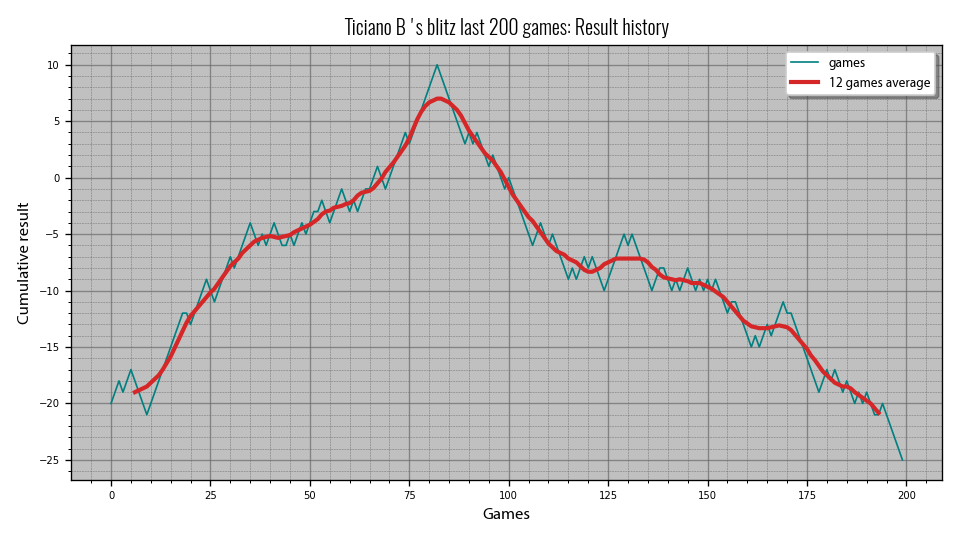 Ticiano B 's blitz last 200 games: Result history
games
12 games average
Cumulative result
10
5
0
−5
−10
−15
−20
−25
0 25 50 75 100 125 150 175 200
Games